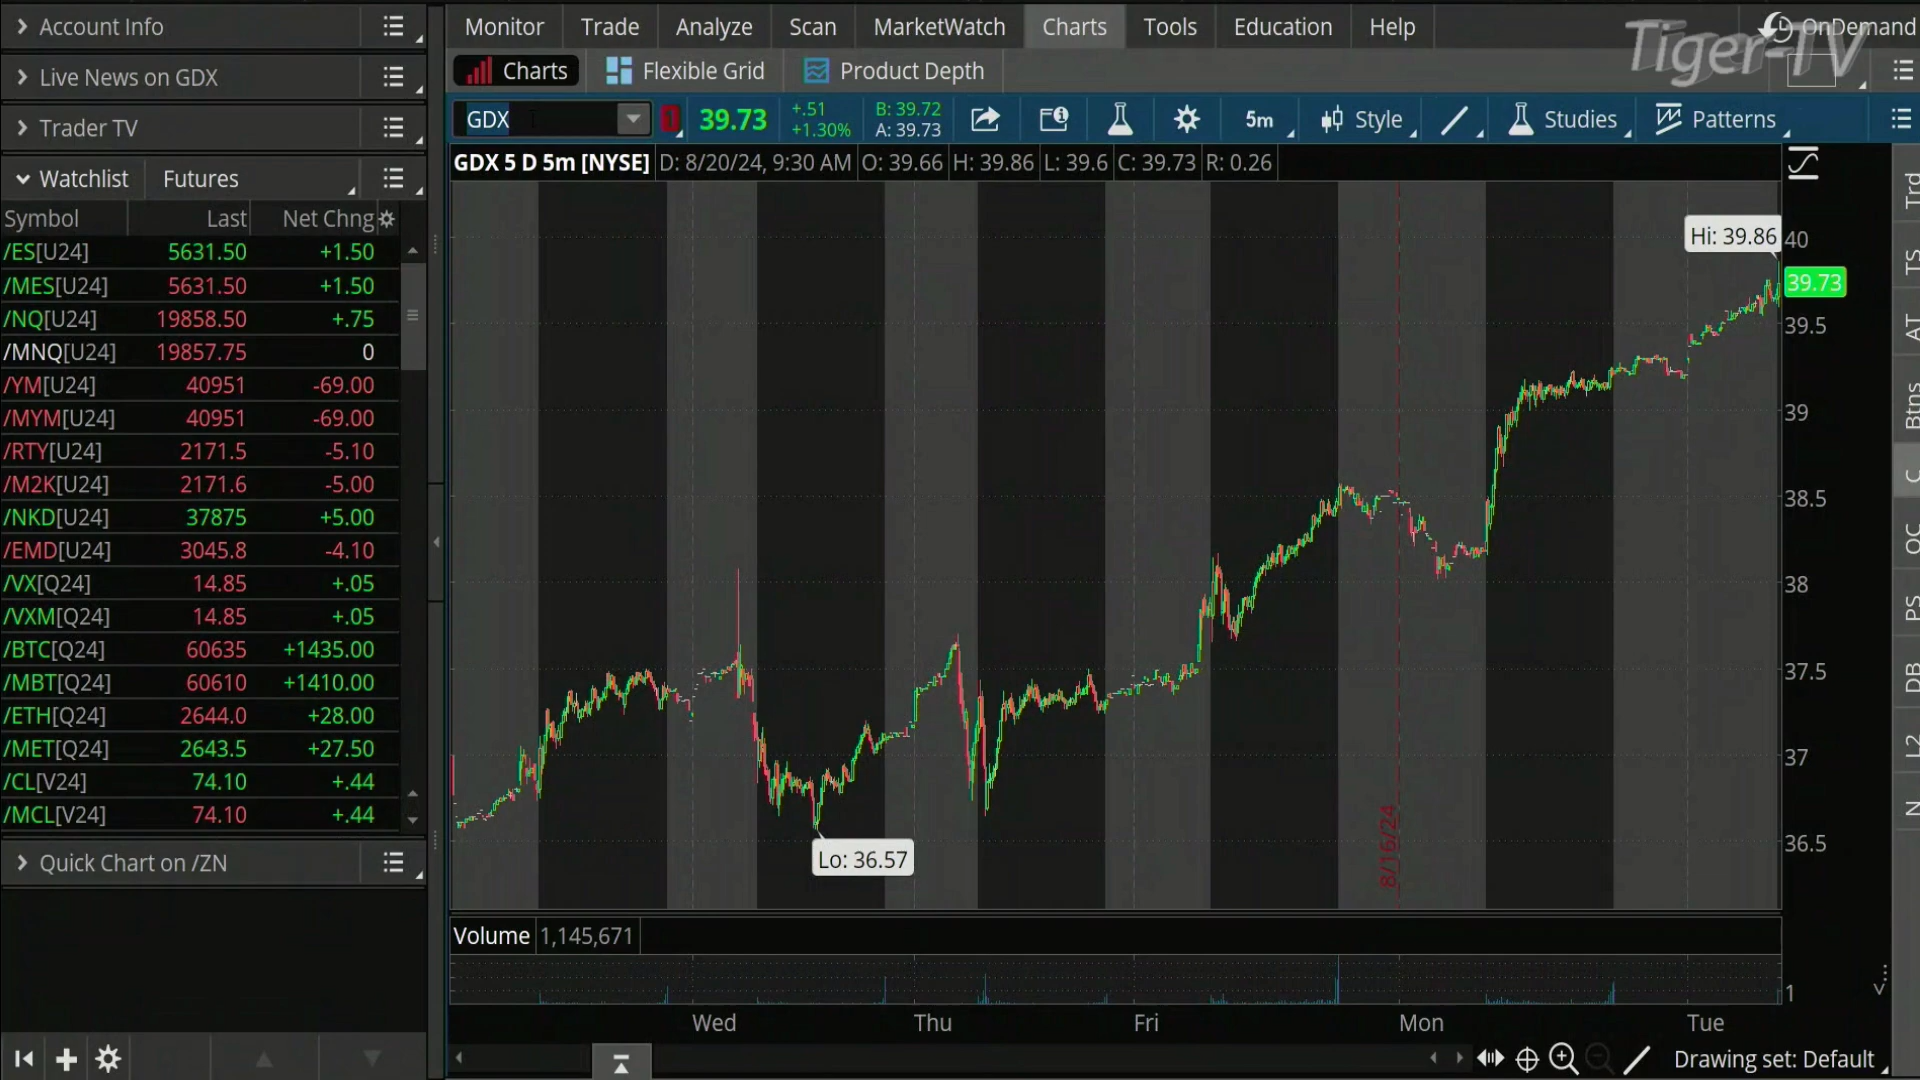 Account Info
Live News on GDX
Trader TV
Watchlist Futures
Symbol Last Net Chng
/ES[U24] 5631.50 +1.50
/MES[U24] 5631.50 +1.50
/NQ[U24] 19858.50 +.75
/MNQ[U24] 19857.75 0
/YM[U24] 40951 -69.00
/MYM[U24] 40951 -69.00
/RTY[U24] 2171.5 -5.10
/M2K[U24] 2171.6 -5.00
/NKD[U24] 37875 +5.00
/EMD[U24] 3045.8 -4.10
/VX[Q24] 14.85 +.05
/VXM[Q24] 14.85 +.05
/BTC[Q24] 60635 +1435.00
/MBT[Q24] 60610 +1410.00
/ETH[Q24] 2644.0 +28.00
/MET[Q24] 2643.5 +27.50
/CL[V24] 74.10 +.44
/MCL[V24] 74.10 +.44
Quick Chart on /ZN
Monitor Trade Analyze Scan MarketWatch Charts Tools Education Help OnDemand
Tiger-TV
Charts Flexible Grid Product Depth
GDX 1 39.73 +.51 B: 39.72 5m Style Studies Patterns
+1.30% A: 39.73
GDX 5 D 5m [NYSE] D: 8/20/24, 9:30 AM O: 39.66 H: 39.86 L: 39.6 C: 39.73 R: 0.26
Hi: 39.86
40
39.73
39.5
39
38.5
38
37.5
37
36.5
Lo: 36.57
8/16/24
Volume 1,145,671
1
Wed Thu Fri Mon Tue
Drawing set: Default
Trd
TS
AT
Btns
C
OC
PS
DB
L2
N